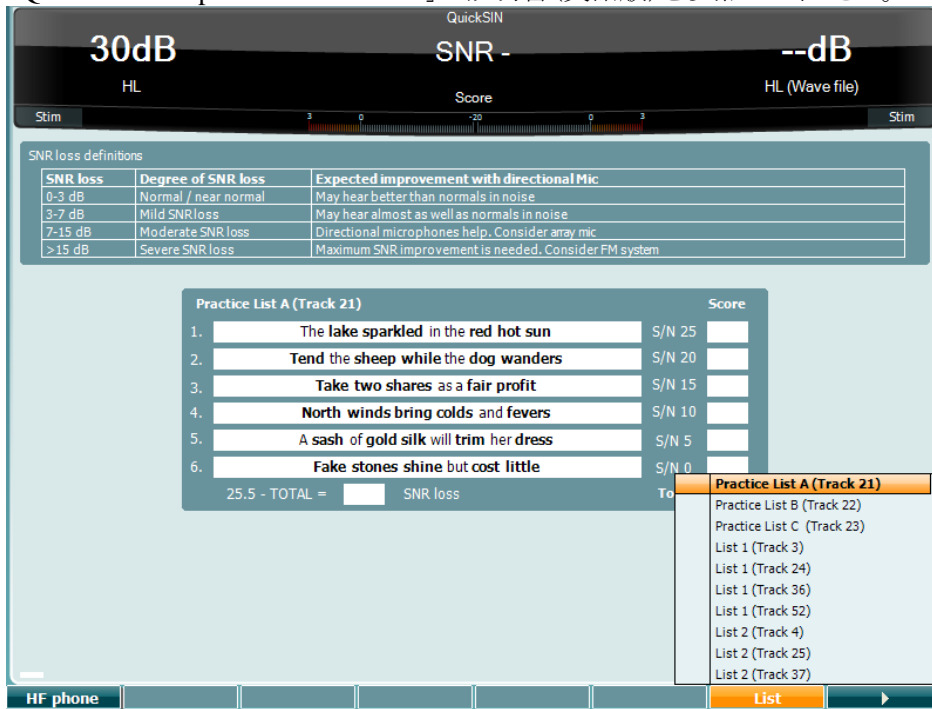 QuickSIN
30dB
SNR -
--dB
HL
HL (Wave file)
Score
Stim
3 0 -20 0 3
Stim
SNR loss definitions
SNR loss Degree of SNR loss Expected improvement with directional Mic
0-3 dB Normal / near normal May hear better than normals in noise
3-7 dB Mild SNR loss May hear almost as well as normals in noise
7-15 dB Moderate SNR loss Directional microphones help. Consider array mic
>15 dB Severe SNR loss Maximum SNR improvement is needed. Consider FM system
Practice List A (Track 21) Score
1. The lake sparkled in the red hot sun S/N 25
2. Tend the sheep while the dog wanders S/N 20
3. Take two shares as a fair profit S/N 15
4. North winds bring colds and fevers S/N 10
5. A sash of gold silk will trim her dress S/N 5
6. Fake stones shine but cost little S/N 0
25.5 - TOTAL = SNR loss
Practice List A (Track 21)
Practice List B (Track 22)
Practice List C (Track 23)
List 1 (Track 3)
List 1 (Track 24)
List 1 (Track 36)
List 1 (Track 52)
List 2 (Track 4)
List 2 (Track 25)
List 2 (Track 37)
HF phone
List